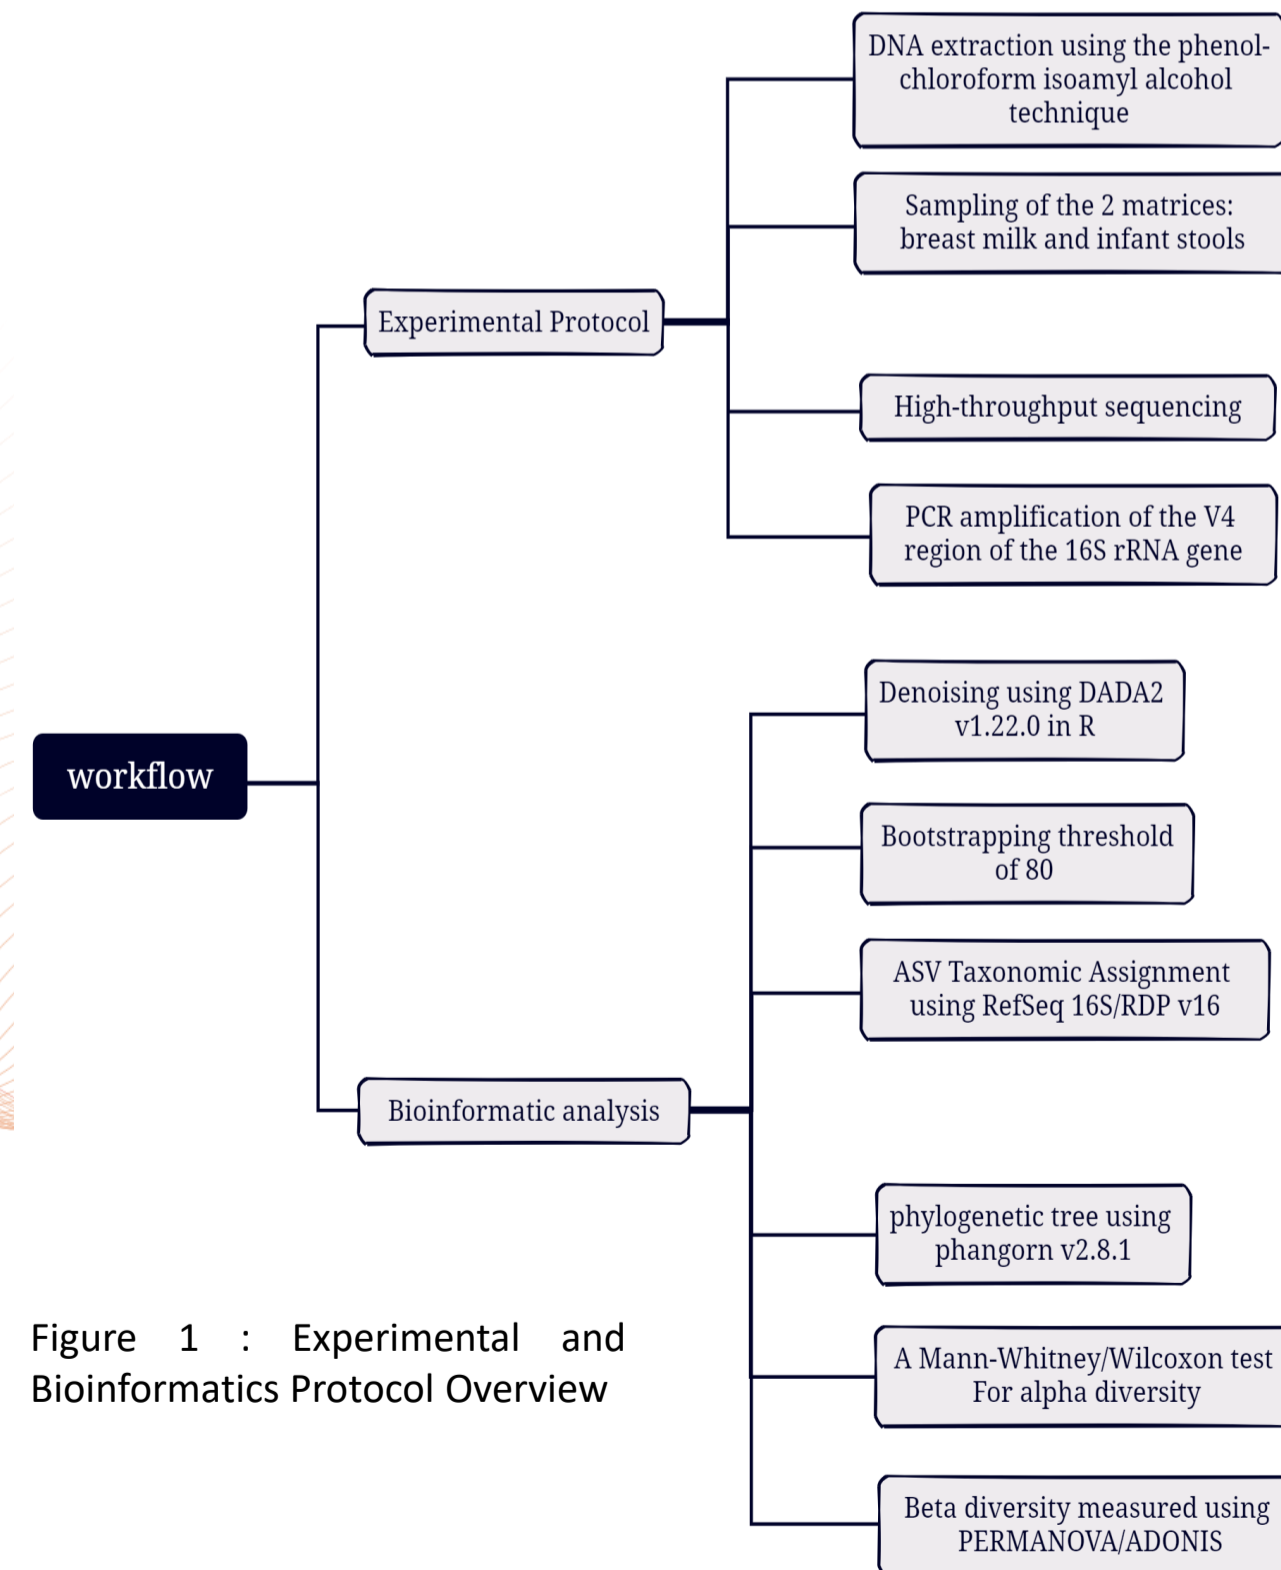 DNA extraction using the phenol-
chloroform isoamyl alcohol
technique
Sampling of the 2 matrices:
breast milk and infant stools
Experimental Protocol
High-throughput sequencing
PCR amplification of the V4
region of the 16S rRNA gene
workflow
Denoising using DADA2
v1.22.0 in R
Bootstrapping threshold
of 80
ASV Taxonomic Assignment
using RefSeq 16S/RDP v16
Bioinformatic analysis
phylogenetic tree using
phangorn v2.8.1
A Mann-Whitney/Wilcoxon test
For alpha diversity
Beta diversity measured using
PERMANOVA/ADONIS
Figure 1 : Experimental and
Bioinformatics Protocol Overview